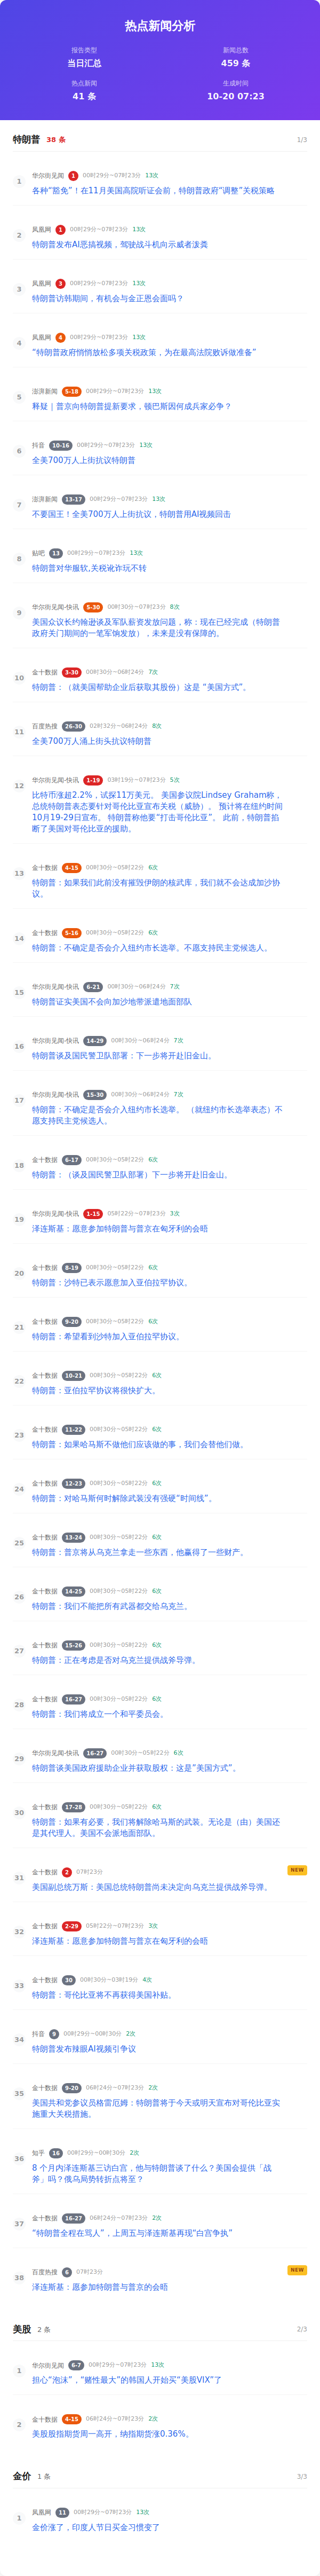 热点新闻分析
报告类型
新闻总数
当日汇总
459 条
热点新闻
生成时间
41 条
10-20 07:23
特朗普 38 条 1/3
1 华尔街见闻 1 00时29分~07时23分 13次
各种“豁免”！在11月美国高院听证会前，特朗普政府“调整”关税策略
2 凤凰网 1 00时29分~07时23分 13次
特朗普发布AI恶搞视频，驾驶战斗机向示威者泼粪
3 凤凰网 3 00时29分~07时23分 13次
特朗普访韩期间，有机会与金正恩会面吗？
4 凤凰网 4 00时29分~07时23分 13次
“特朗普政府悄悄放松多项关税政策，为在最高法院败诉做准备”
5 澎湃新闻 5-18 00时29分~07时23分 13次
释疑｜普京向特朗普提新要求，顿巴斯因何成兵家必争？
6 抖音 10-16 00时29分~07时23分 13次
全美700万人上街抗议特朗普
7 澎湃新闻 13-17 00时29分~07时23分 13次
不要国王！全美700万人上街抗议，特朗普用AI视频回击
8 贴吧 13 00时29分~07时23分 13次
特朗普对华服软,关税讹诈玩不转
9 华尔街见闻-快讯 5-30 00时30分~07时23分 8次
美国众议长约翰逊谈及军队薪资发放问题，称：现在已经完成（特朗普
政府关门期间的一笔军饷发放），未来是没有保障的。
10 金十数据 3-30 00时30分~06时24分 7次
特朗普：（就美国帮助企业后获取其股份）这是 “美国方式”。
11 百度热搜 26-30 02时32分~06时24分 8次
全美700万人涌上街头抗议特朗普
12 华尔街见闻-快讯 1-19 03时19分~07时23分 5次
比特币涨超2.2%，试探11万美元。 美国参议院Lindsey Graham称，
总统特朗普表态要针对哥伦比亚宣布关税（威胁）。 预计将在纽约时间
10月19-29日宣布。 特朗普称他要“打击哥伦比亚”。 此前，特朗普掐
断了美国对哥伦比亚的援助。
13 金十数据 4-15 00时30分~05时22分 6次
特朗普：如果我们此前没有摧毁伊朗的核武库，我们就不会达成加沙协
议。
14 金十数据 5-16 00时30分~05时22分 6次
特朗普：不确定是否会介入纽约市长选举。不愿支持民主党候选人。
15 华尔街见闻-快讯 6-21 00时30分~06时24分 7次
特朗普证实美国不会向加沙地带派遣地面部队
16 华尔街见闻-快讯 14-29 00时30分~06时24分 7次
特朗普谈及国民警卫队部署：下一步将开赴旧金山。
17 华尔街见闻-快讯 15-30 00时30分~06时24分 7次
特朗普：不确定是否会介入纽约市长选举。 （就纽约市长选举表态）不
愿支持民主党候选人。
18 金十数据 6-17 00时30分~05时22分 6次
特朗普：（谈及国民警卫队部署）下一步将开赴旧金山。
19 华尔街见闻-快讯 1-15 05时22分~07时23分 3次
泽连斯基：愿意参加特朗普与普京在匈牙利的会晤
20 金十数据 8-19 00时30分~05时22分 6次
特朗普：沙特已表示愿意加入亚伯拉罕协议。
21 金十数据 9-20 00时30分~05时22分 6次
特朗普：希望看到沙特加入亚伯拉罕协议。
22 金十数据 10-21 00时30分~05时22分 6次
特朗普：亚伯拉罕协议将很快扩大。
23 金十数据 11-22 00时30分~05时22分 6次
特朗普：如果哈马斯不做他们应该做的事，我们会替他们做。
24 金十数据 12-23 00时30分~05时22分 6次
特朗普：对哈马斯何时解除武装没有强硬“时间线”。
25 金十数据 13-24 00时30分~05时22分 6次
特朗普：普京将从乌克兰拿走一些东西，他赢得了一些财产。
26 金十数据 14-25 00时30分~05时22分 6次
特朗普：我们不能把所有武器都交给乌克兰。
27 金十数据 15-26 00时30分~05时22分 6次
特朗普：正在考虑是否对乌克兰提供战斧导弹。
28 金十数据 16-27 00时30分~05时22分 6次
特朗普：我们将成立一个和平委员会。
29 华尔街见闻-快讯 16-27 00时30分~05时22分 6次
特朗普谈美国政府援助企业并获取股权：这是”美国方式”。
30 金十数据 17-28 00时30分~05时22分 6次
特朗普：如果有必要，我们将解除哈马斯的武装。无论是（由）美国还
是其代理人。美国不会派地面部队。
31 金十数据 2 07时23分 NEW
美国副总统万斯：美国总统特朗普尚未决定向乌克兰提供战斧导弹。
32 金十数据 2-29 05时22分~07时23分 3次
泽连斯基：愿意参加特朗普与普京在匈牙利的会晤
33 金十数据 30 00时30分~03时19分 4次
特朗普：哥伦比亚将不再获得美国补贴。
34 抖音 9 00时29分~00时30分 2次
特朗普发布辣眼AI视频引争议
35 金十数据 9-20 06时24分~07时23分 2次
美国共和党参议员格雷厄姆：特朗普将于今天或明天宣布对哥伦比亚实
施重大关税措施。
36 知乎 16 00时29分~00时30分 2次
8 个月内泽连斯基三访白宫，他与特朗普谈了什么？美国会提供「战
斧」吗？俄乌局势转折点将至？
37 金十数据 16-27 06时24分~07时23分 2次
“特朗普全程在骂人”，上周五与泽连斯基再现“白宫争执”
38 百度热搜 6 07时23分 NEW
泽连斯基：愿参加特朗普与普京的会晤
美股 2 条 2/3
1 华尔街见闻 6-7 00时29分~07时23分 13次
担心“泡沫”，“赌性最大”的韩国人开始买“美股VIX”了
2 金十数据 4-15 06时24分~07时23分 2次
美股股指期货周一高开，纳指期货涨0.36%。
金价 1 条 3/3
1 凤凰网 11 00时29分~07时23分 13次
金价涨了，印度人节日买金习惯变了